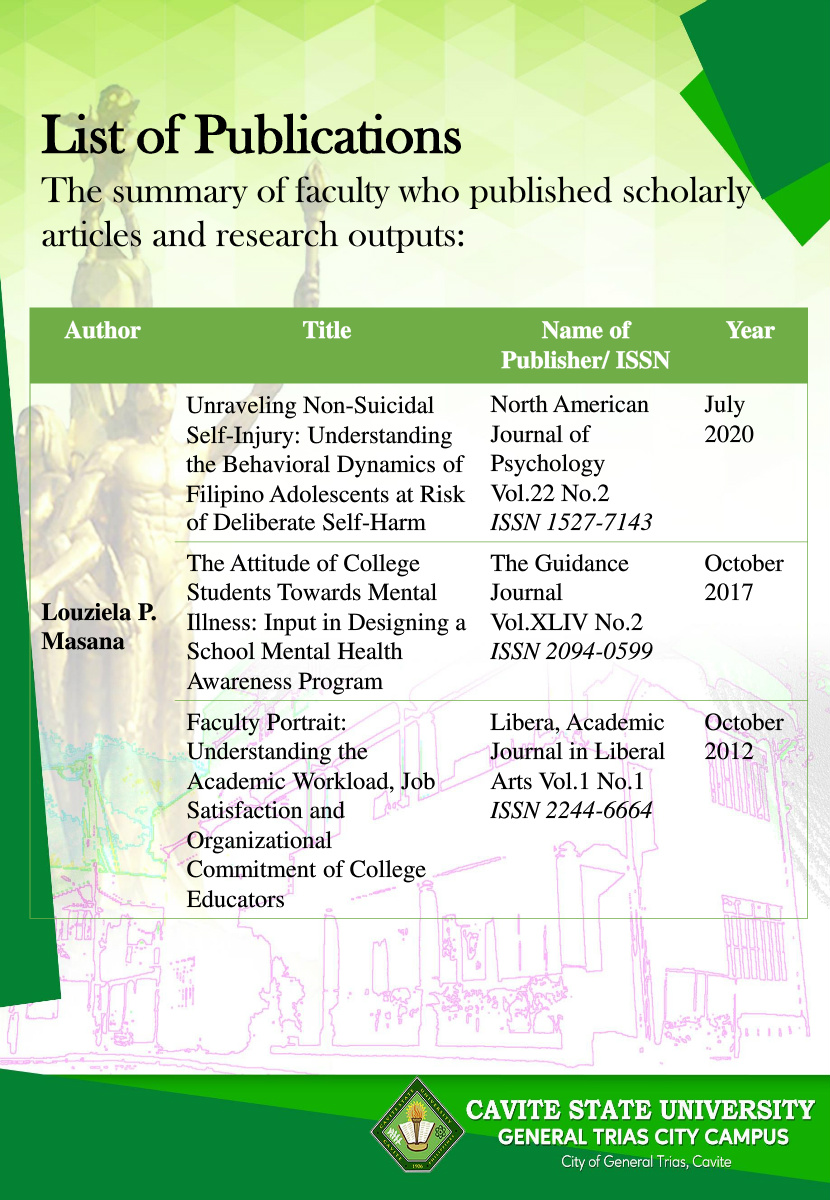 List of Publications
The summary of faculty who published scholarly
articles and research outputs:
Author
Title
Name of
Publisher/ ISSN
Year
Louziela P.
Masana
Unraveling Non-Suicidal
Self-Injury: Understanding
the Behavioral Dynamics of
Filipino Adolescents at Risk
of Deliberate Self-Harm
North American
Journal of
Psychology
Vol.22 No.2
ISSN 1527-7143
July
2020
The Attitude of College
Students Towards Mental
Illness: Input in Designing a
School Mental Health
Awareness Program
The Guidance
Journal
Vol.XLIV No.2
ISSN 2094-0599
October
2017
Faculty Portrait:
Understanding the
Academic Workload, Job
Satisfaction and
Organizational
Commitment of College
Educators
Libera, Academic
Journal in Liberal
Arts Vol.1 No.1
ISSN 2244-6664
October
2012
CAVITE STATE UNIVERSITY
GENERAL TRIAS CITY CAMPUS
City of General Trias, Cavite
1906